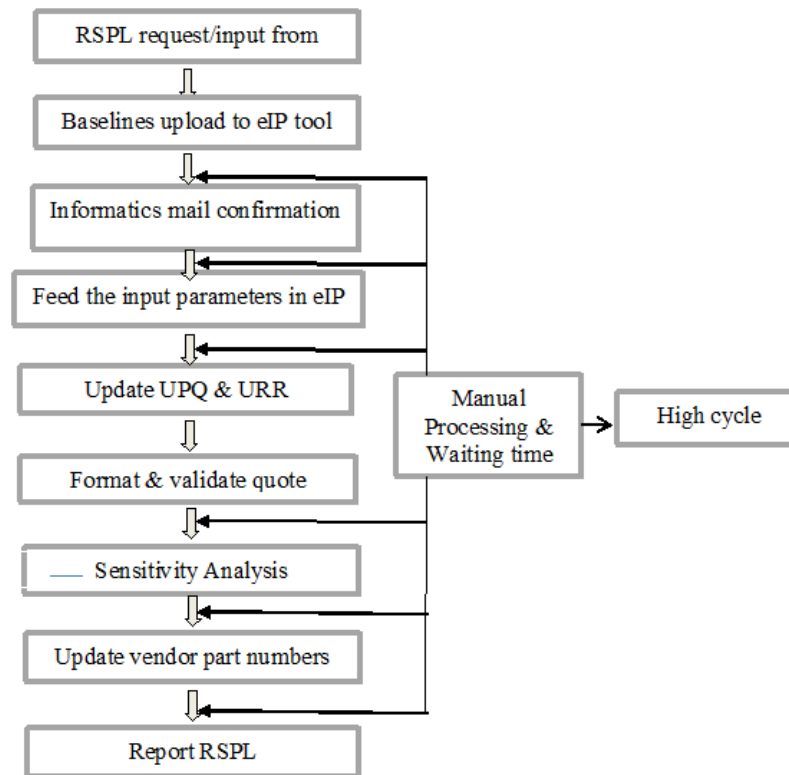 RSPL request/input from
Baselines upload to eIP tool
Informatics mail confirmation
Feed the input parameters in eIP
Update UPQ & URR
Manual
Processing &
Waiting time
High cycle
Format & validate quote
Sensitivity Analysis
Update vendor part numbers
Report RSPL